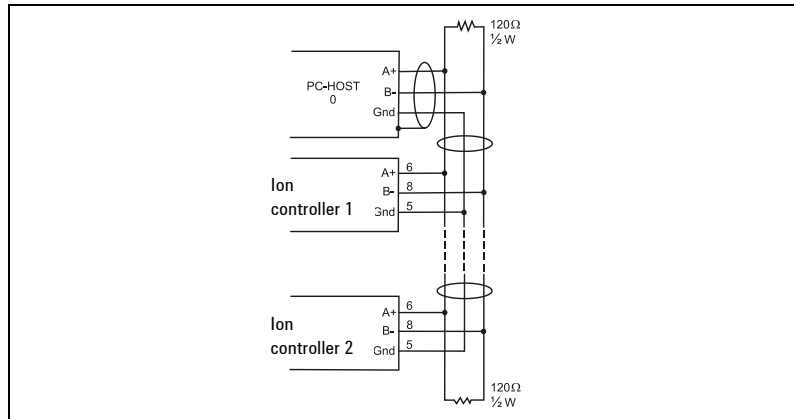 120Ω
½ W
A+
PC-HOST
0
B-
Gnd
A+ 6
Ion
controller 1
B- 8
Gnd 5
A+ 6
Ion
controller 2
B- 8
Gnd 5
120Ω
½ W